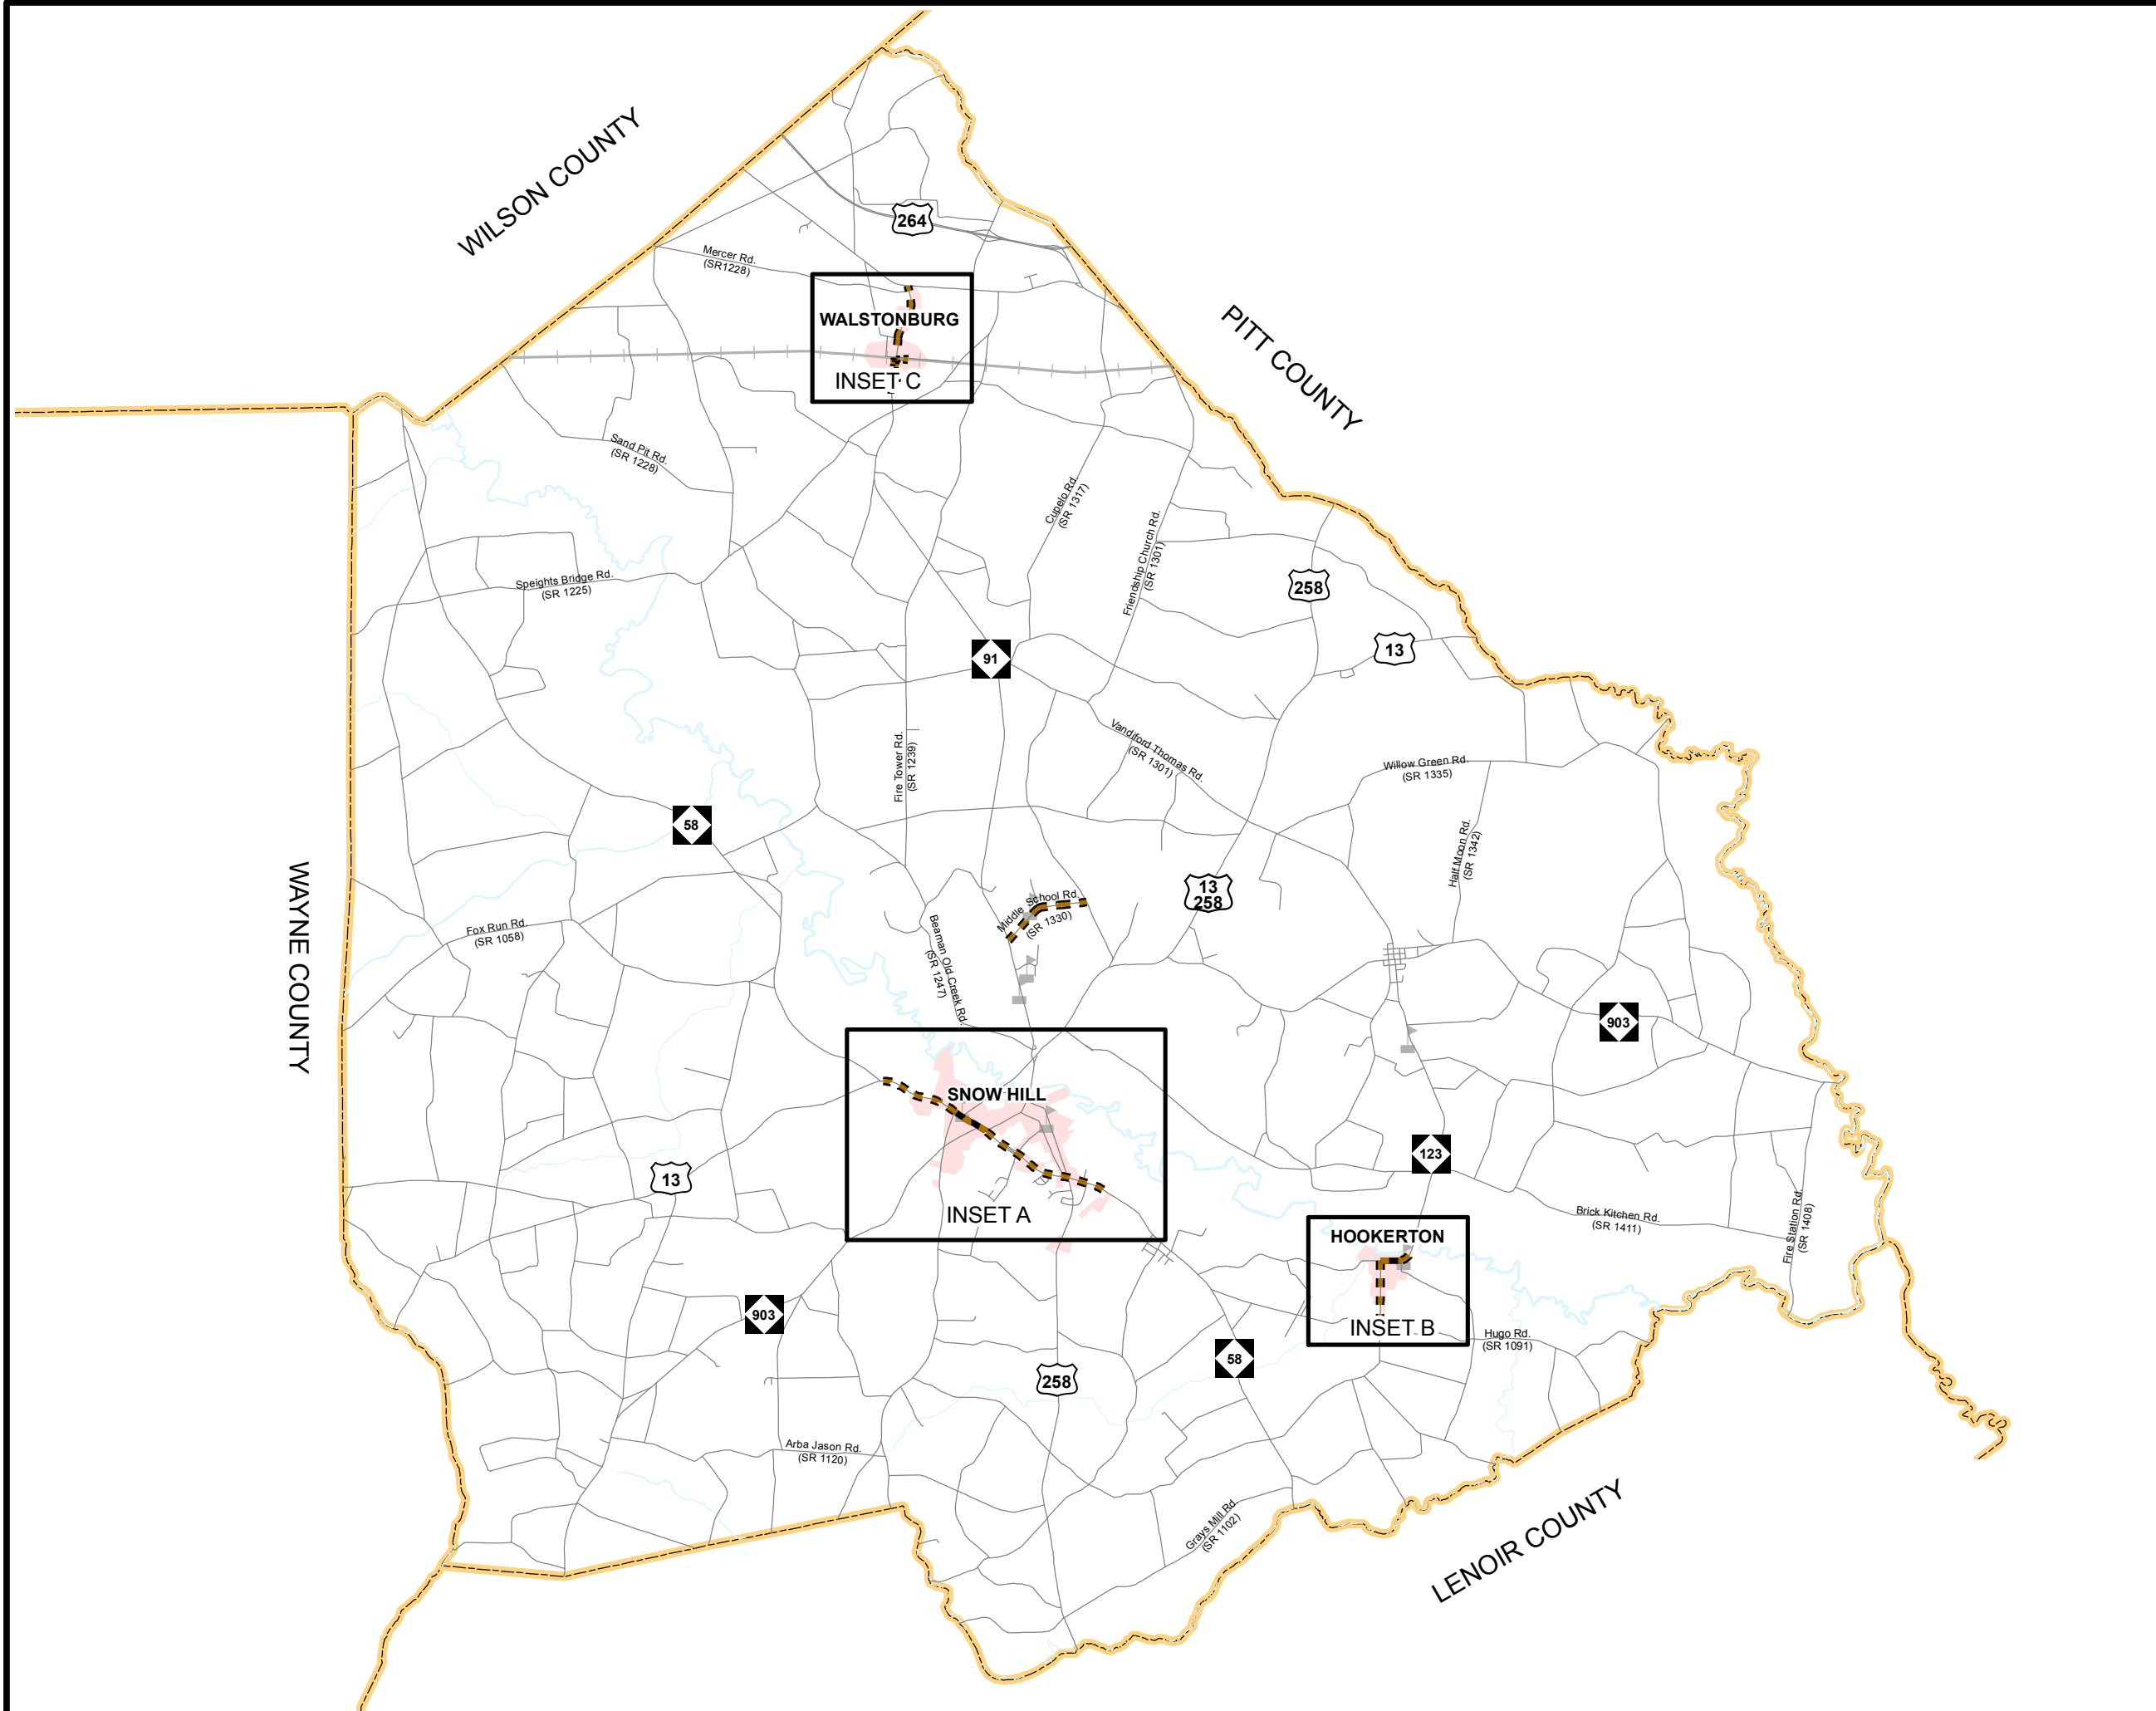 WILSON COUNTY
264
Mercer Rd.
(SR1228)
WALSTONBURG
INSET C
PITT COUNTY
Sand Pit Rd.
(SR 1228)
Cupelo Rd.
(SR 1317)
Friendship Church Rd.
(SR 1301)
Speights Bridge Rd.
(SR 1225)
258
13
91
Vandiford Thomas Rd.
(SR 1301)
Fire Tower Rd.
(SR 1239)
Willow Green Rd.
(SR 1335)
58
Half Moon Rd.
(SR 1342)
WAYNE COUNTY
Middle School Rd.
(SR 1330)
13
258
Fox Run Rd.
(SR 1058)
Beaman Old Creek Rd.
(SR 1247)
903
SNOW HILL
INSET A
123
13
Brick Kitchen Rd.
(SR 1411)
Fire Station Rd.
(SR 1408)
HOOKERTON
INSET B
903
Hugo Rd.
(SR 1091)
58
258
Arba Jason Rd.
(SR 1120)
Grays Mill Rd.
(SR 1102)
LENOIR COUNTY